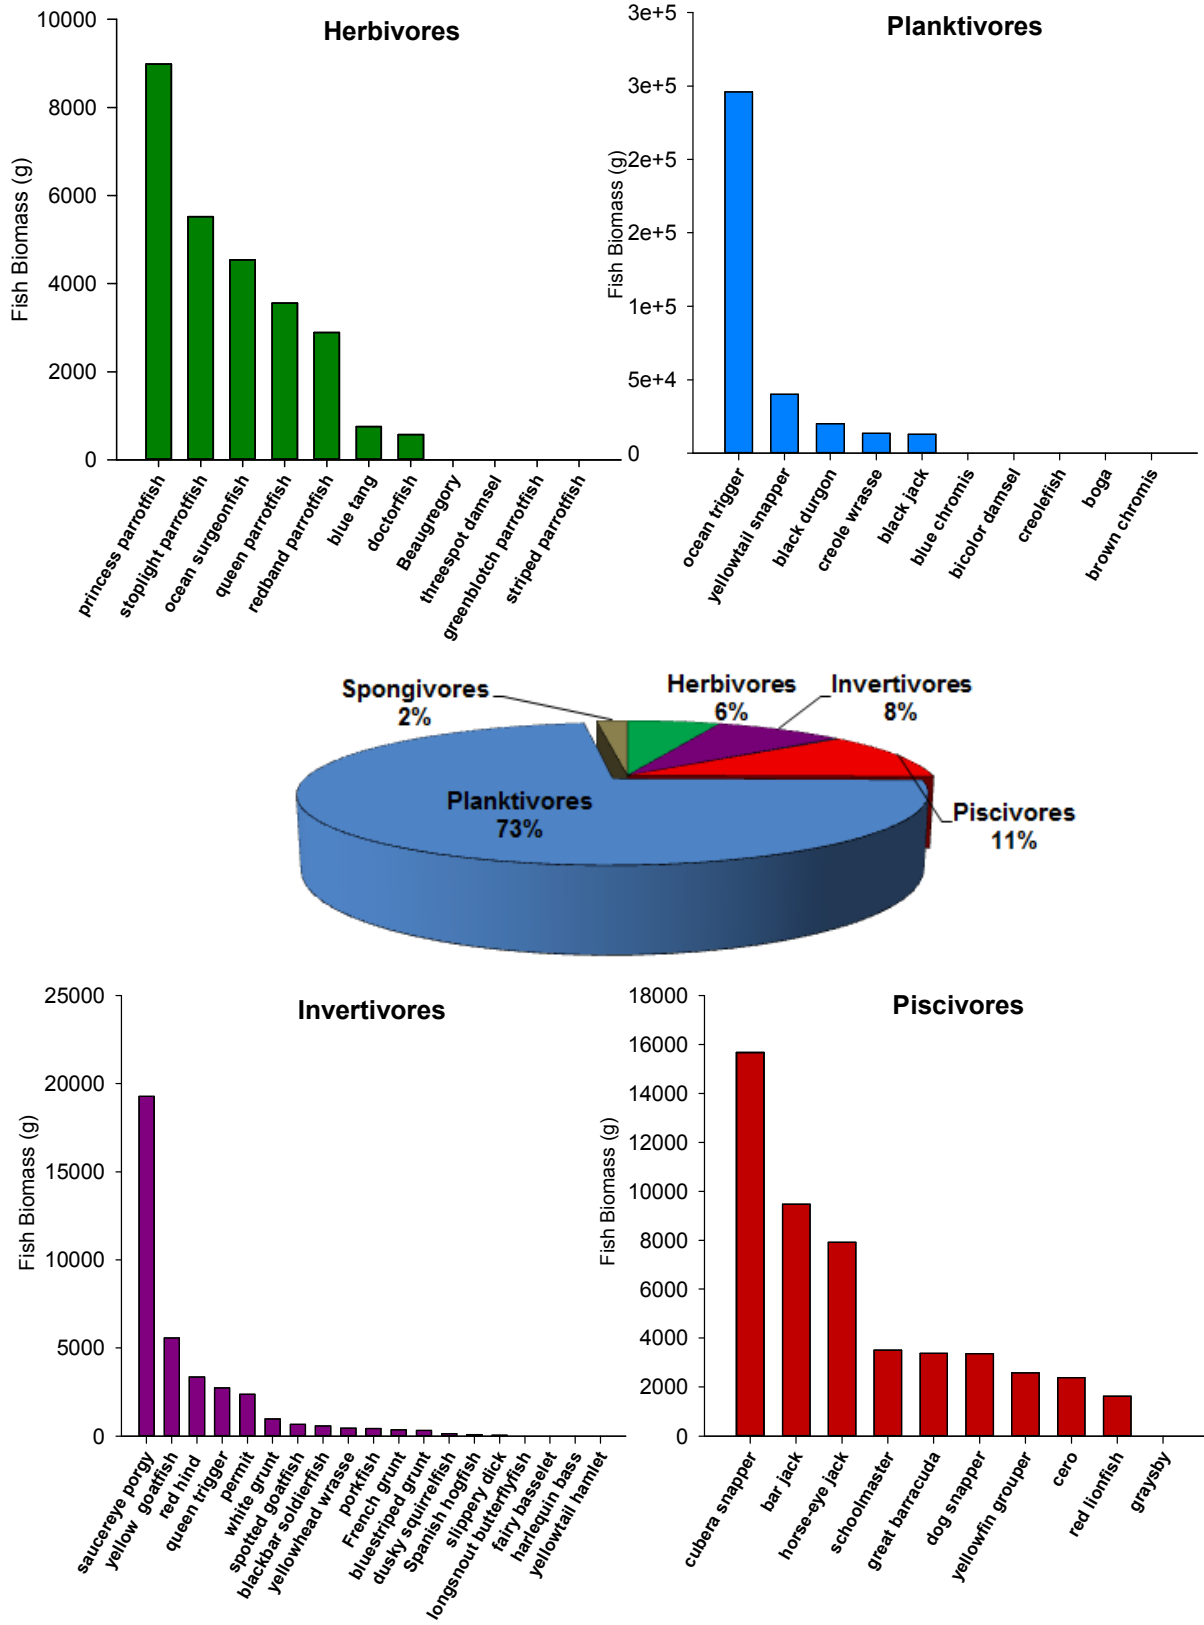 Herbivores
10000
8000
6000
4000
2000
0
Fish Biomass (g)
princess parrotfish
stoplight parrotfish
ocean surgeonfish
queen parrotfish
redband parrotfish
blue tang
doctorfish
Beaugregory
threespot damsel
greenblotch parrotfish
striped parrotfish
Planktivores
3e+5
3e+5
2e+5
2e+5
1e+5
5e+4
0
Fish Biomass (g)
ocean trigger
yellowtail snapper
black durgon
creole wrasse
black jack
blue chromis
bicolor damsel
creolefish
boga
brown chromis
Spongivores
2%
Herbivores
6%
Invertivores
8%
Planktivores
73%
Piscivores
11%
Invertivores
25000
20000
15000
10000
5000
0
Fish Biomass (g)
saucereye porgy
yellow goatfish
red hind
queen trigger
permit
white grunt
spotted goatfish
blackbar soldierfish
yellowhead wrasse
porkfish
French grunt
bluestriped grunt
dusky squirrelfish
Spanish hogfish
slippery dick
longsnout butterflyfish
fairy basselet
harlequin bass
yellowtail hamlet
Piscivores
18000
16000
14000
12000
10000
8000
6000
4000
2000
0
Fish Biomass (g)
cubera snapper
bar jack
horse-eye jack
schoolmaster
great barracuda
dog snapper
yellowfin grouper
cero
red lionfish
graysby